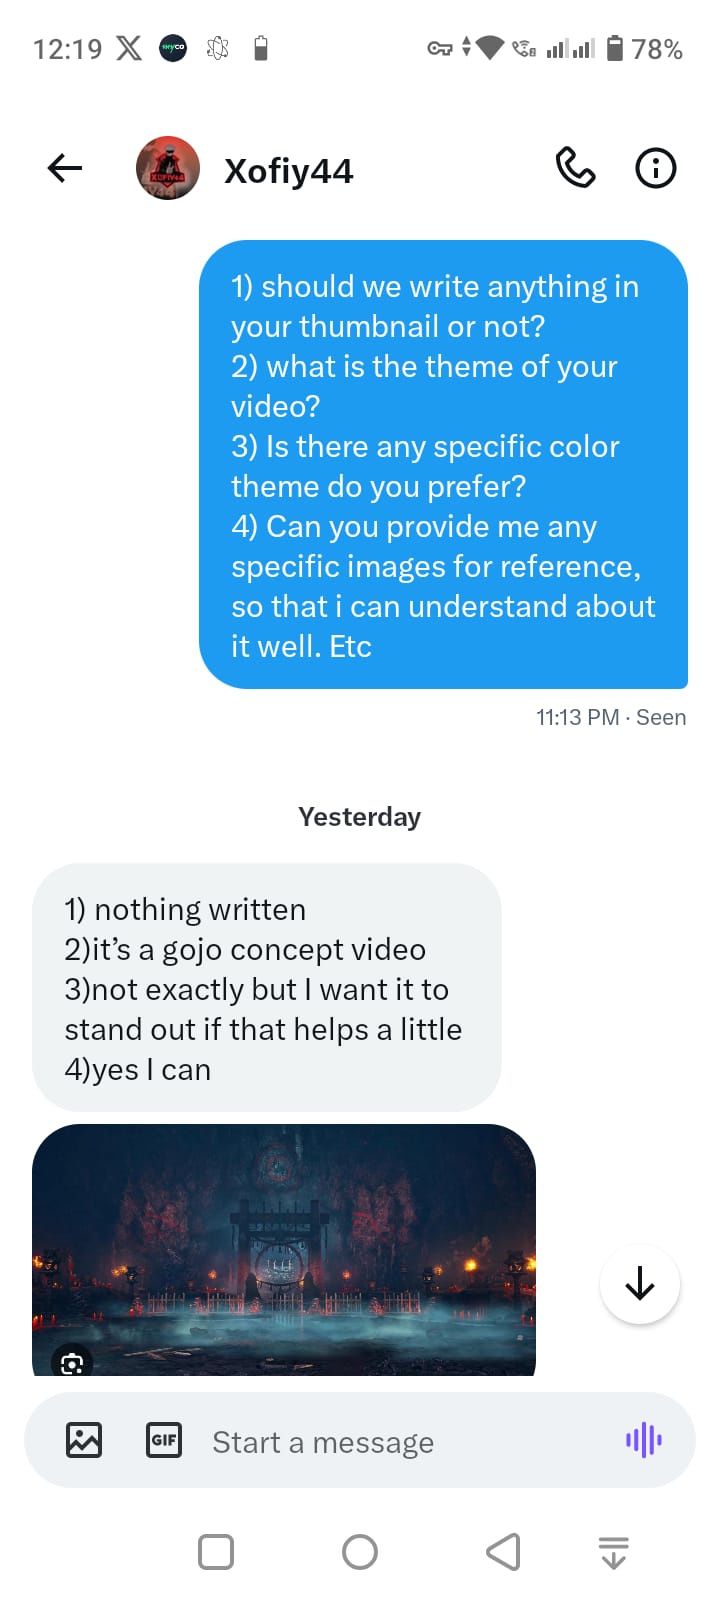 12:19
78%
Xofiy44
1) should we write anything in
your thumbnail or not?
2) what is the theme of your
video?
3) Is there any specific color
theme do you prefer?
4) Can you provide me any
specific images for reference,
so that i can understand about
it well. Etc
11:13 PM · Seen
Yesterday
1) nothing written
2)it’s a gojo concept video
3)not exactly but I want it to
stand out if that helps a little
4)yes I can
GIF
Start a message